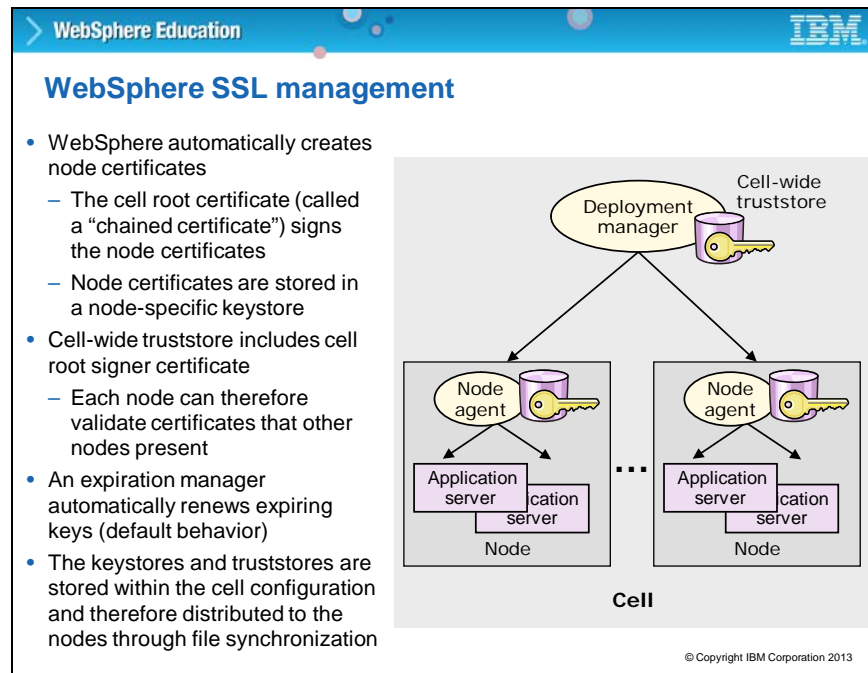 WebSphere Education
IBM
WebSphere SSL management
• WebSphere automatically creates
node certificates
– The cell root certificate (called
a “chained certificate”) signs
the node certificates
– Node certificates are stored in
a node-specific keystore
• Cell-wide truststore includes cell
root signer certificate
– Each node can therefore
validate certificates that other
nodes present
• An expiration manager
automatically renews expiring
keys (default behavior)
• The keystores and truststores are
stored within the cell configuration
and therefore distributed to the
nodes through file synchronization
Cell-wide
truststore
Deployment
manager
Node
agent
Application
server
ication
server
Node
...
Node
agent
Application
server
ication
server
Node
Cell
© Copyright IBM Corporation 2013